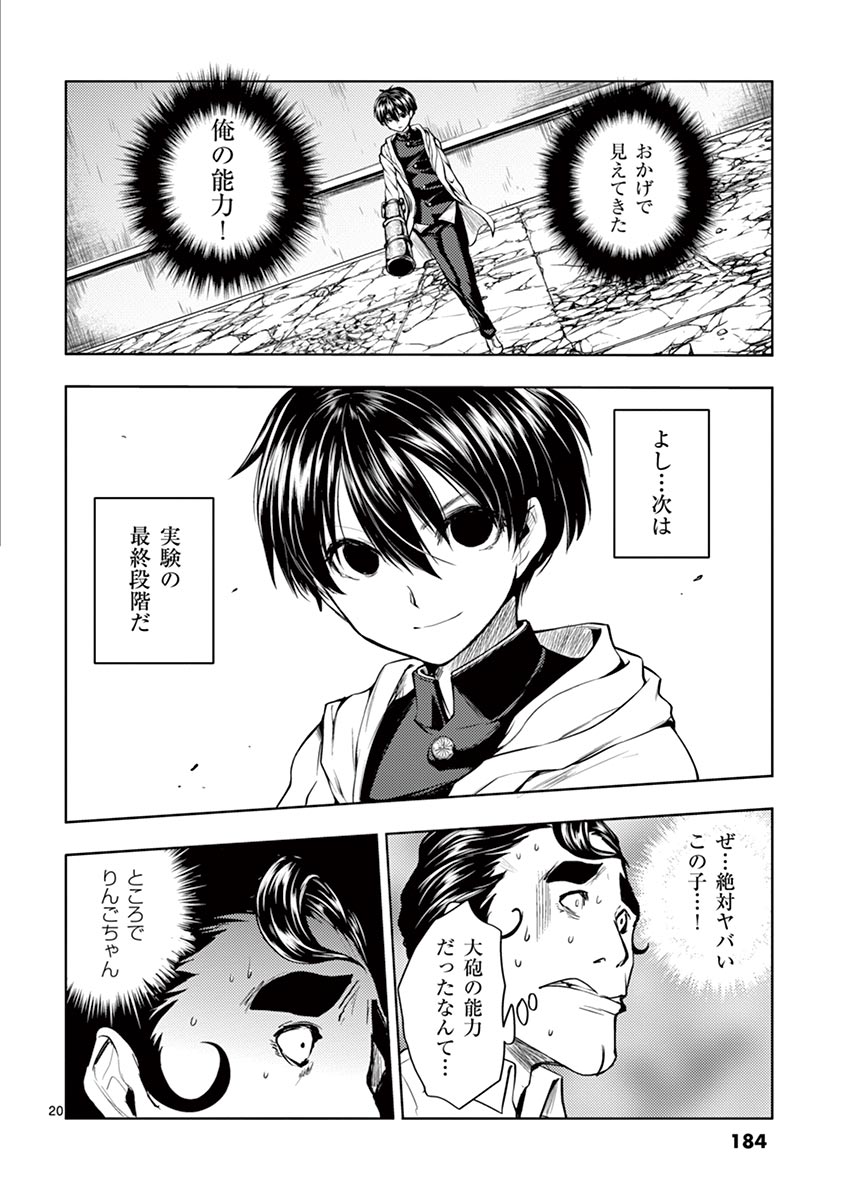 おかげで
見えてきた
俺の能力！
よし…次は
実験の
最終段階だ
ぜ…絶対ヤバい
この子…！
大砲の能力
だったなんて…
ところで
りんごちゃん
20
184